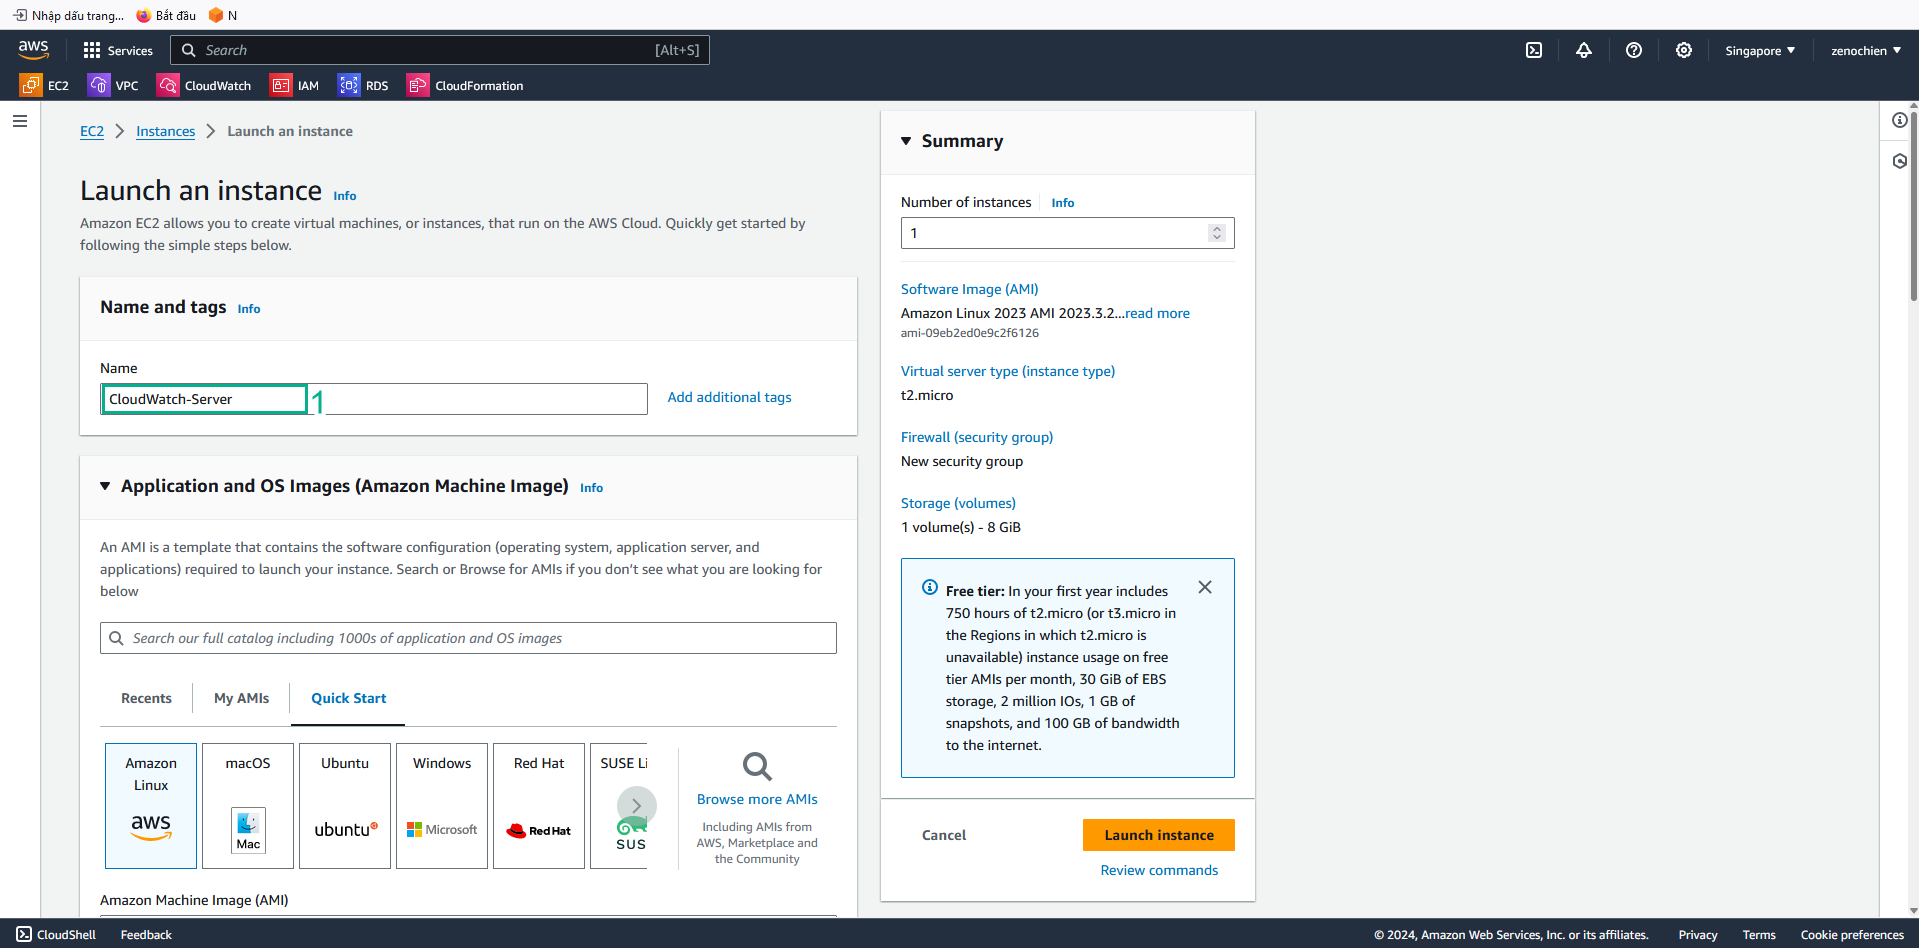 Nhập dấu trang... Bắt đầu N
aws Services Search [Alt+S] Singapore zenochien
EC2 VPC CloudWatch IAM RDS CloudFormation
EC2 Instances Launch an instance
Launch an instance Info
Amazon EC2 allows you to create virtual machines, or instances, that run on the AWS Cloud. Quickly get started by
following the simple steps below.
Name and tags Info
Name
CloudWatch-Server 1 Add additional tags
Application and OS Images (Amazon Machine Image) Info
An AMI is a template that contains the software configuration (operating system, application server, and
applications) required to launch your instance. Search or Browse for AMIs if you don’t see what you are looking for
below
Search our full catalog including 1000s of application and OS images
Recents My AMIs Quick Start
Amazon
Linux
aws
macOS
Mac
Ubuntu
ubuntu
Windows
Microsoft
Red Hat
Red Hat
SUSE Li
SUS
Browse more AMIs
Including AMIs from
AWS, Marketplace and
the Community
Amazon Machine Image (AMI)
Summary
Number of instances Info
1
Software Image (AMI)
Amazon Linux 2023 AMI 2023.3.2...read more
ami-09eb2ed0e9c2f6126
Virtual server type (instance type)
t2.micro
Firewall (security group)
New security group
Storage (volumes)
1 volume(s) - 8 GiB
Free tier: In your first year includes
750 hours of t2.micro (or t3.micro in
the Regions in which t2.micro is
unavailable) instance usage on free
tier AMIs per month, 30 GiB of EBS
storage, 2 million IOs, 1 GB of
snapshots, and 100 GB of bandwidth
to the internet.
Cancel Launch instance
Review commands
CloudShell Feedback © 2024, Amazon Web Services, Inc. or its affiliates. Privacy Terms Cookie preferences